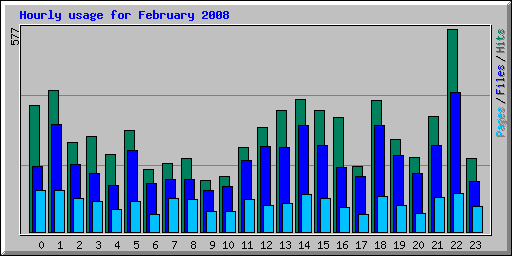 Hourly usage for February 2008
577
Pages / Files / Hits
0 1 2 3 4 5 6 7 8 9 10 11 12 13 14 15 16 17 18 19 20 21 22 23